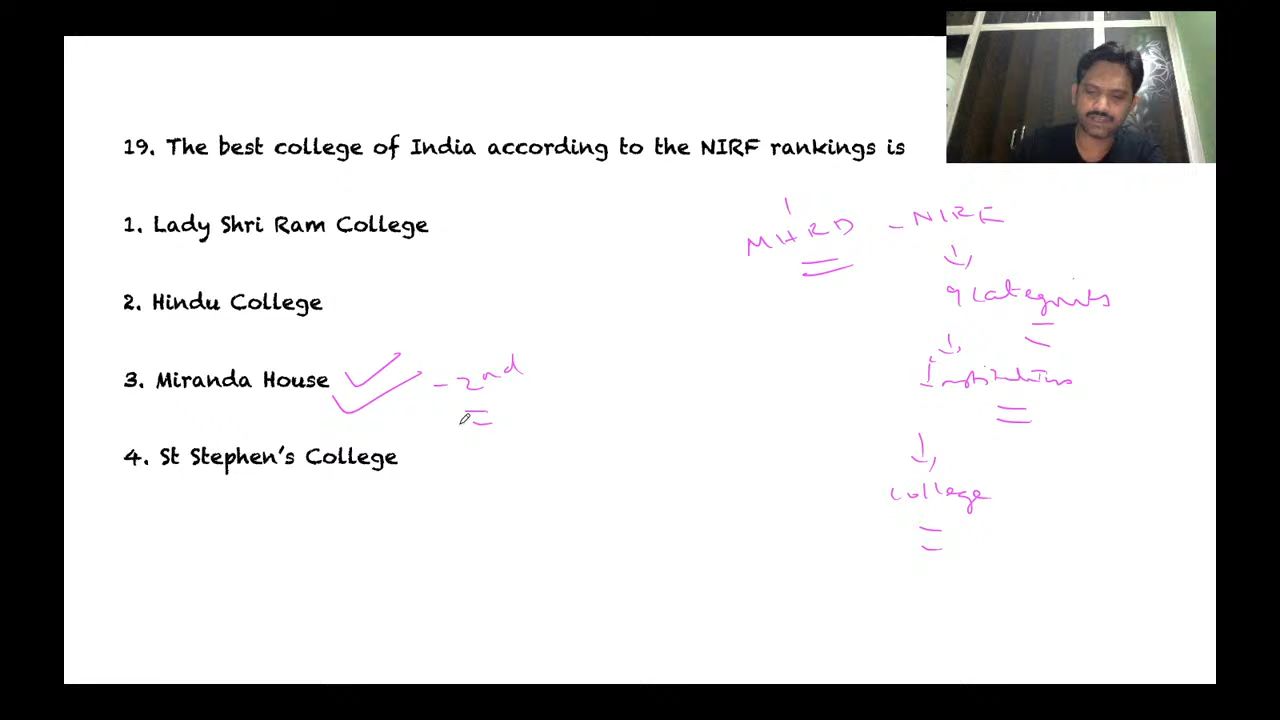 19. The best college of India according to the NIRF rankings is
1. Lady Shri Ram College
MHRD - NIRF
9 categories
2. Hindu College
3. Miranda House - 2nd
Institutions
4. St Stephen's College
college